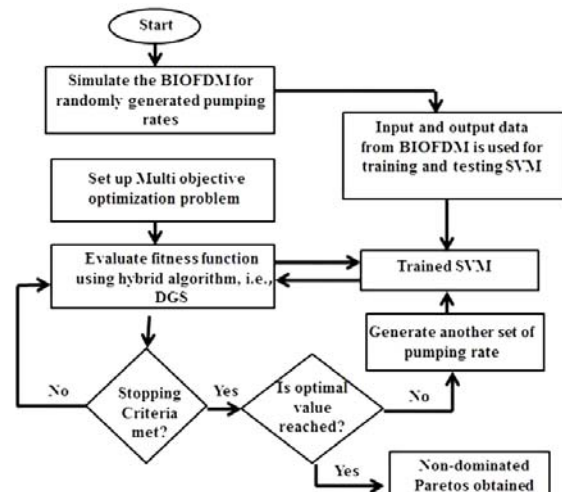 Start
Simulate the BIOFDM for
randomly generated pumping
rates
Input and output data
from BIOFDM is used for
training and testing SVM
Set up Multi objective
optimization problem
Evaluate fitness function
using hybrid algorithm, i.e.,
DGS
Trained SVM
Generate another set of
pumping rate
No
Stopping
Criteria
met?
Yes
Is optimal
value
reached?
No
Yes
Non-dominated
Paretos obtained